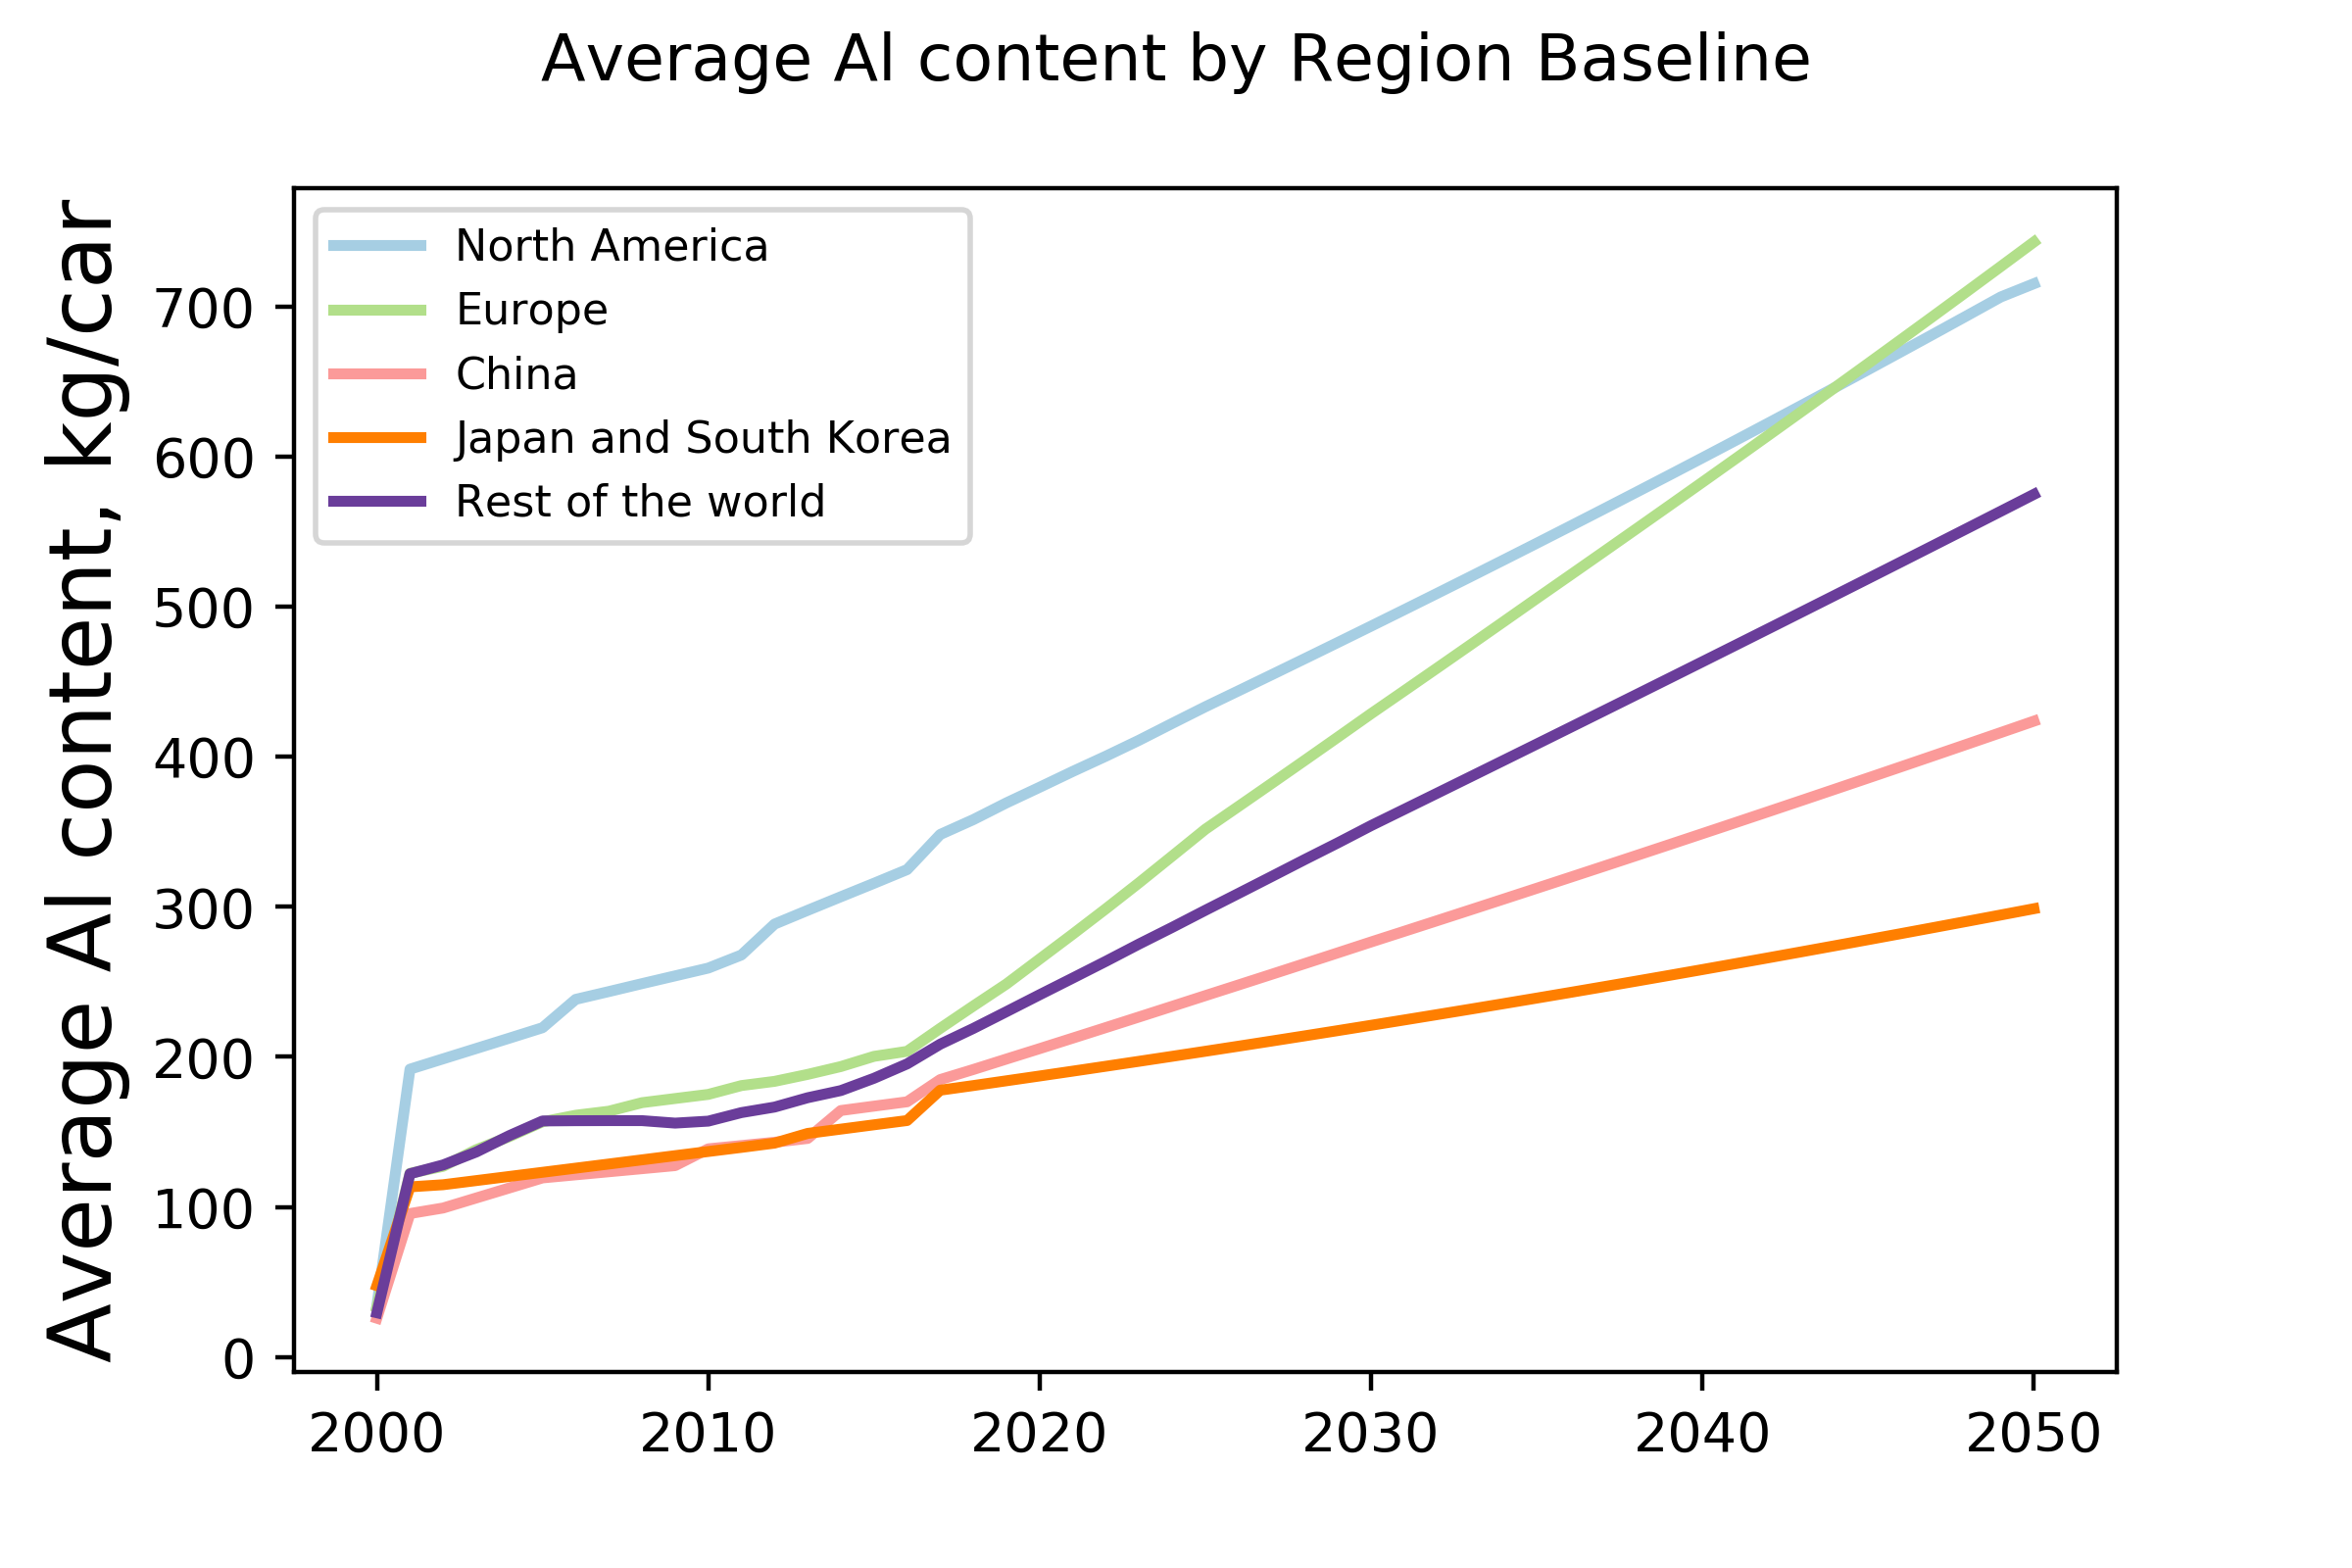 Average Al content by Region Baseline
Average Al content, kg/car
North America
Europe
China
Japan and South Korea
Rest of the world
700
600
500
400
300
200
100
0
2000 2010 2020 2030 2040 2050